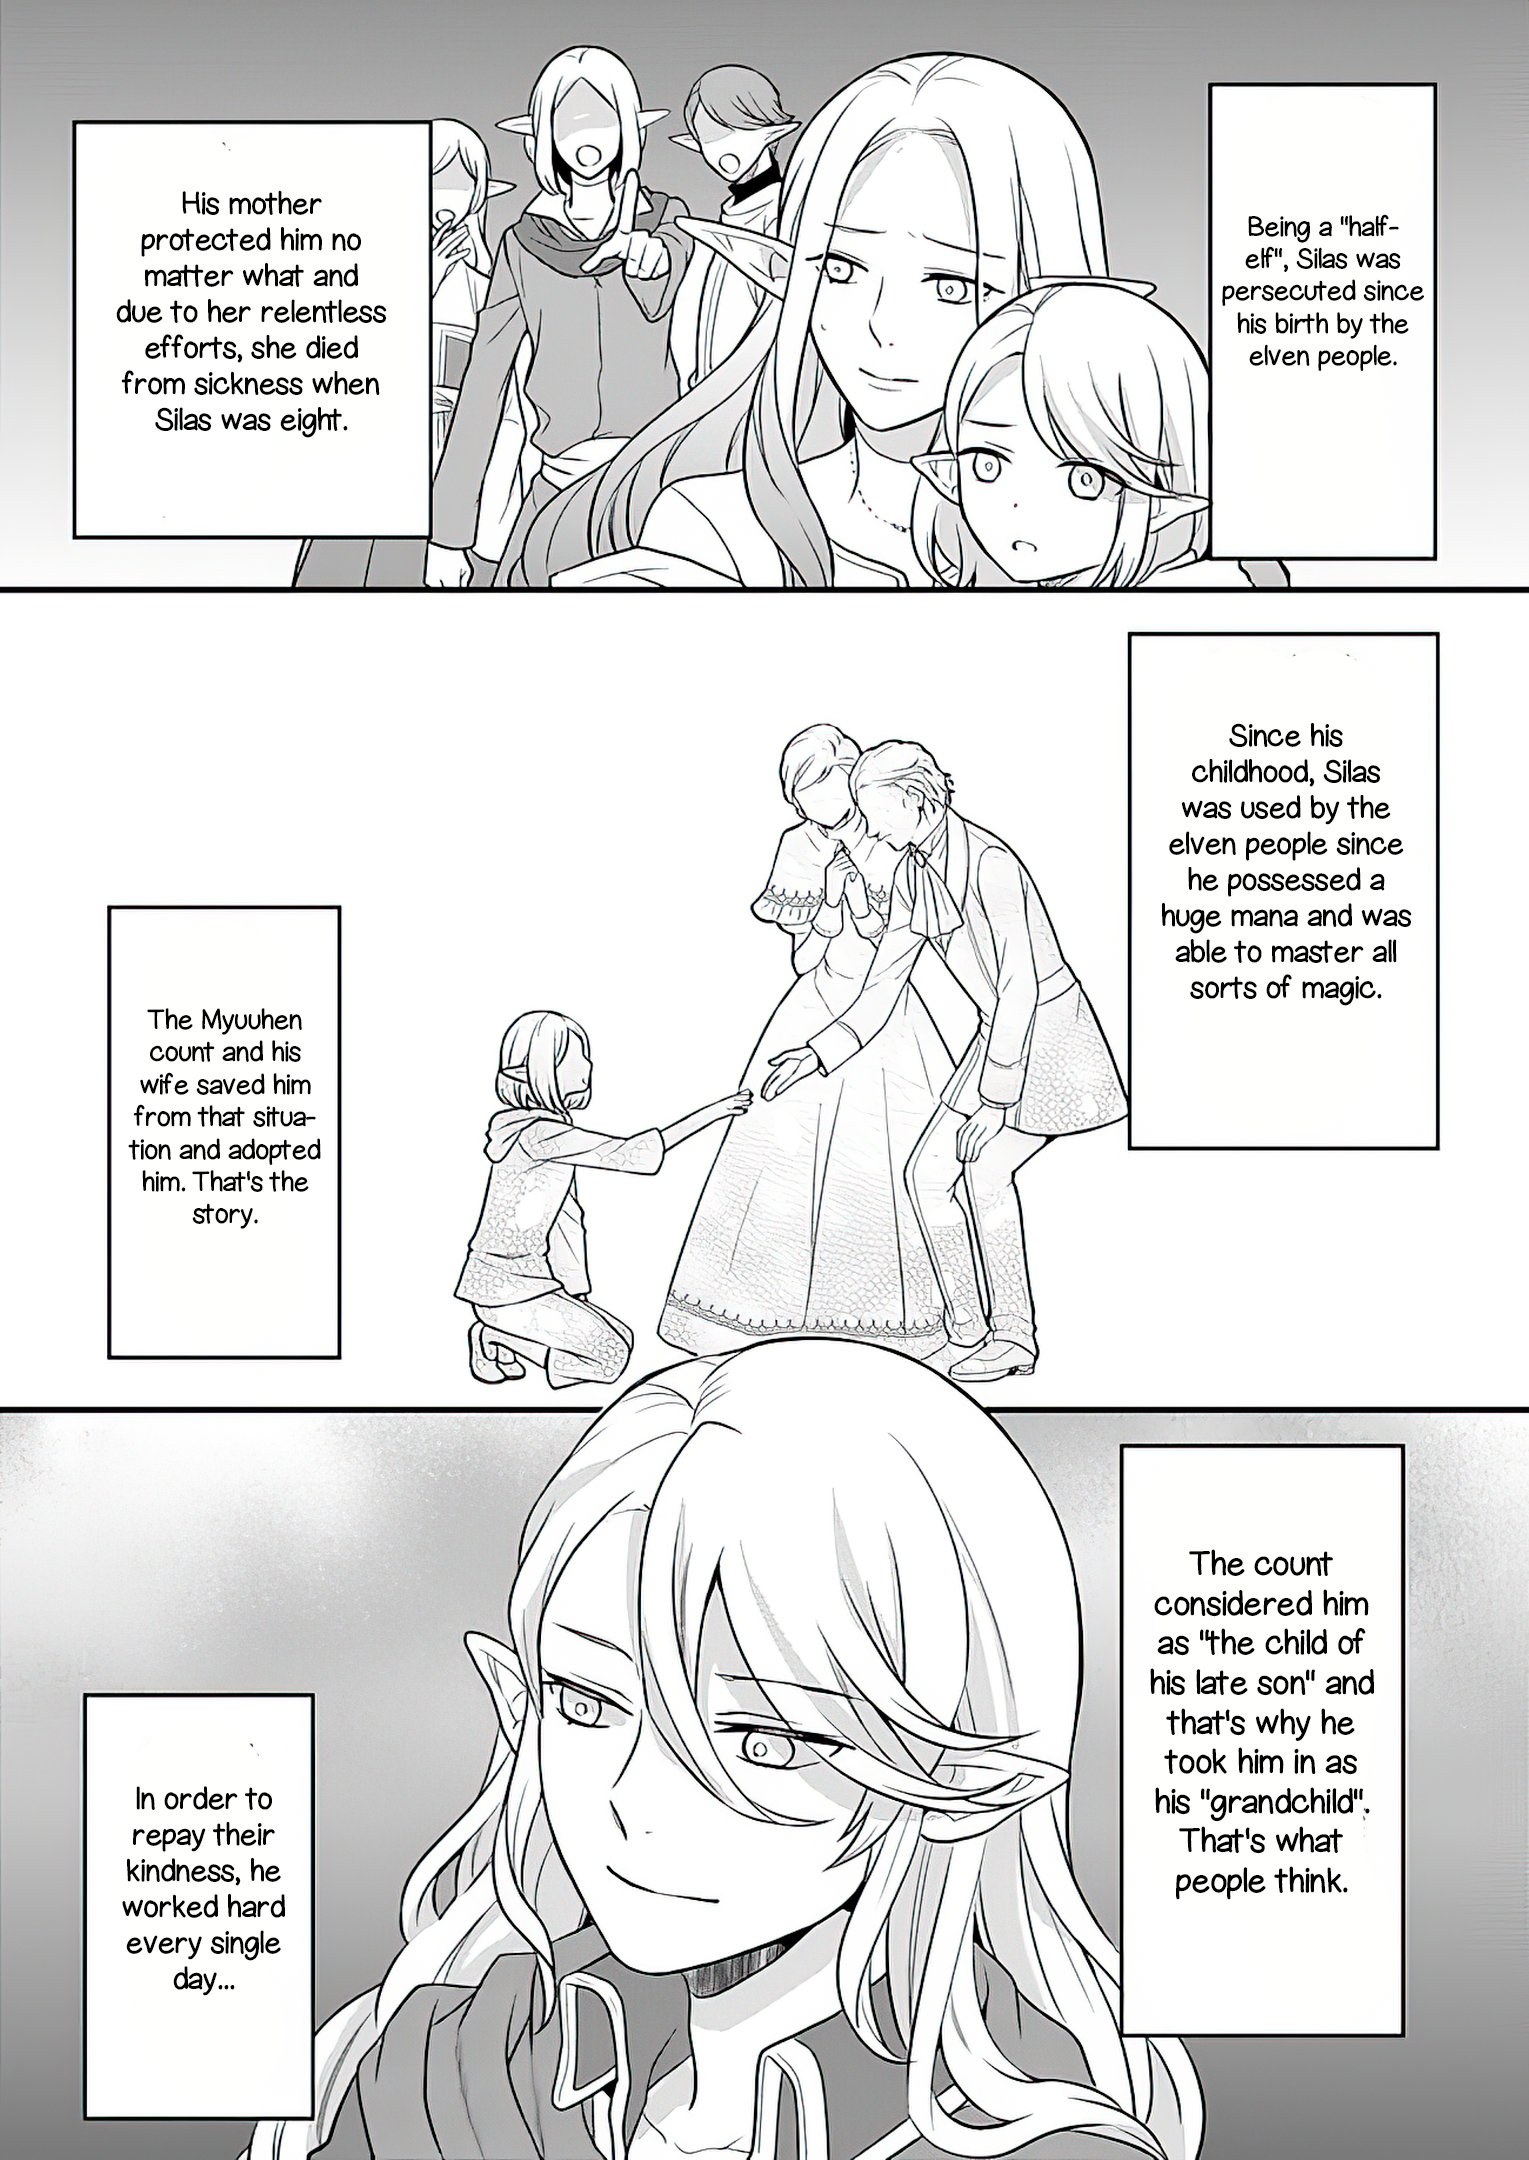 Being a "half-
elf", Silas was
persecuted since
his birth by the
elven people.
His mother
protected him no
matter what and
due to her relentless
efforts, she died
from sickness when
Silas was eight.
Since his
childhood, Silas
was used by the
elven people since
he possessed a
huge mana and was
able to master all
sorts of magic.
The Myuuhen
count and his
wife saved him
from that situa-
tion and adopted
him. That's the
story.
The count
considered him
as "the child of
his late son" and
that's why he
took him in as
his "grandchild".
That's what
people think.
In order to
repay their
kindness, he
worked hard
every single
day...